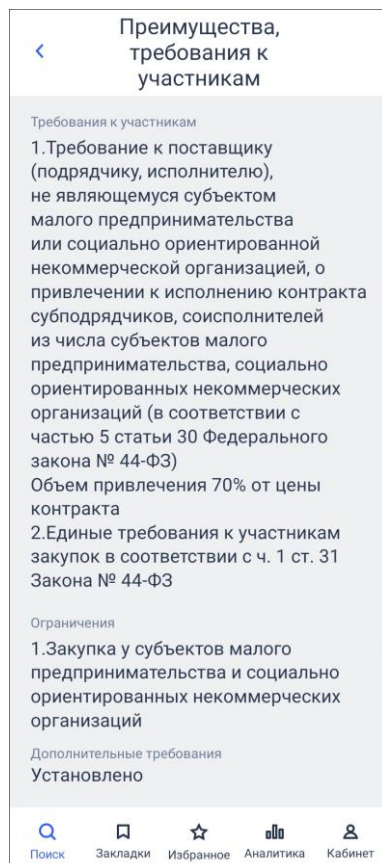 Преимущества,
требования к
участникам
Требования к участникам
1.Требование к поставщику
(подрядчику, исполнителю),
не являющемуся субъектом
малого предпринимательства
или социально ориентированной
некоммерческой организацией, о
привлечении к исполнению контракта
субподрядчиков, соисполнителей
из числа субъектов малого
предпринимательства, социально
ориентированных некоммерческих
организаций (в соответствии с
частью 5 статьи 30 Федерального
закона № 44-ФЗ)
Объем привлечения 70% от цены
контракта
2.Единые требования к участникам
закупок в соответствии с ч. 1 ст. 31
Закона № 44-ФЗ
Ограничения
1.Закупка у субъектов малого
предпринимательства и социально
ориентированных некоммерческих
организаций
Дополнительные требования
Установлено
Поиск Закладки Избранное Аналитика Кабинет